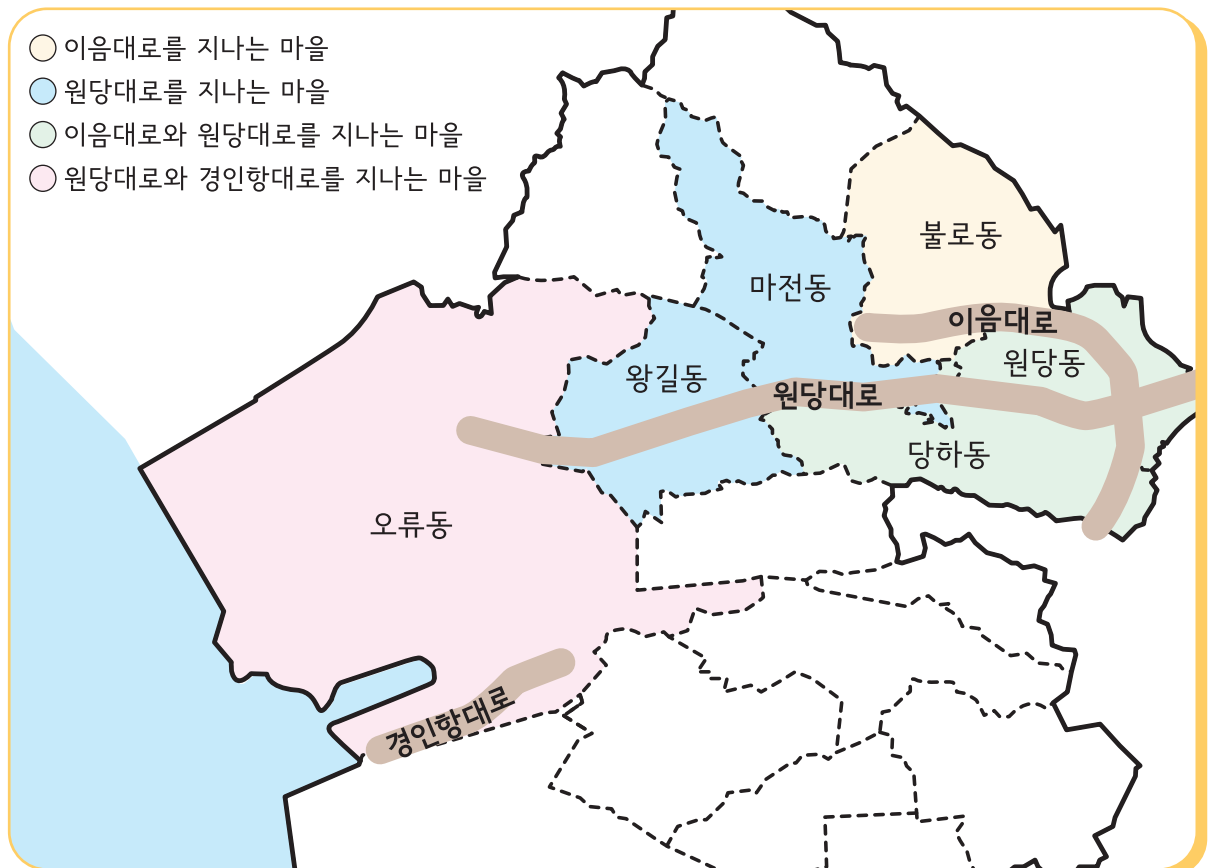 이음대로를 지나는 마을
원당대로를 지나는 마을
이음대로와 원당대로를 지나는 마을
원당대로와 경인항대로를 지나는 마을
불로동
마전동
이음대로
원당동
왕길동
원당대로
당하동
오류동
경인항대로